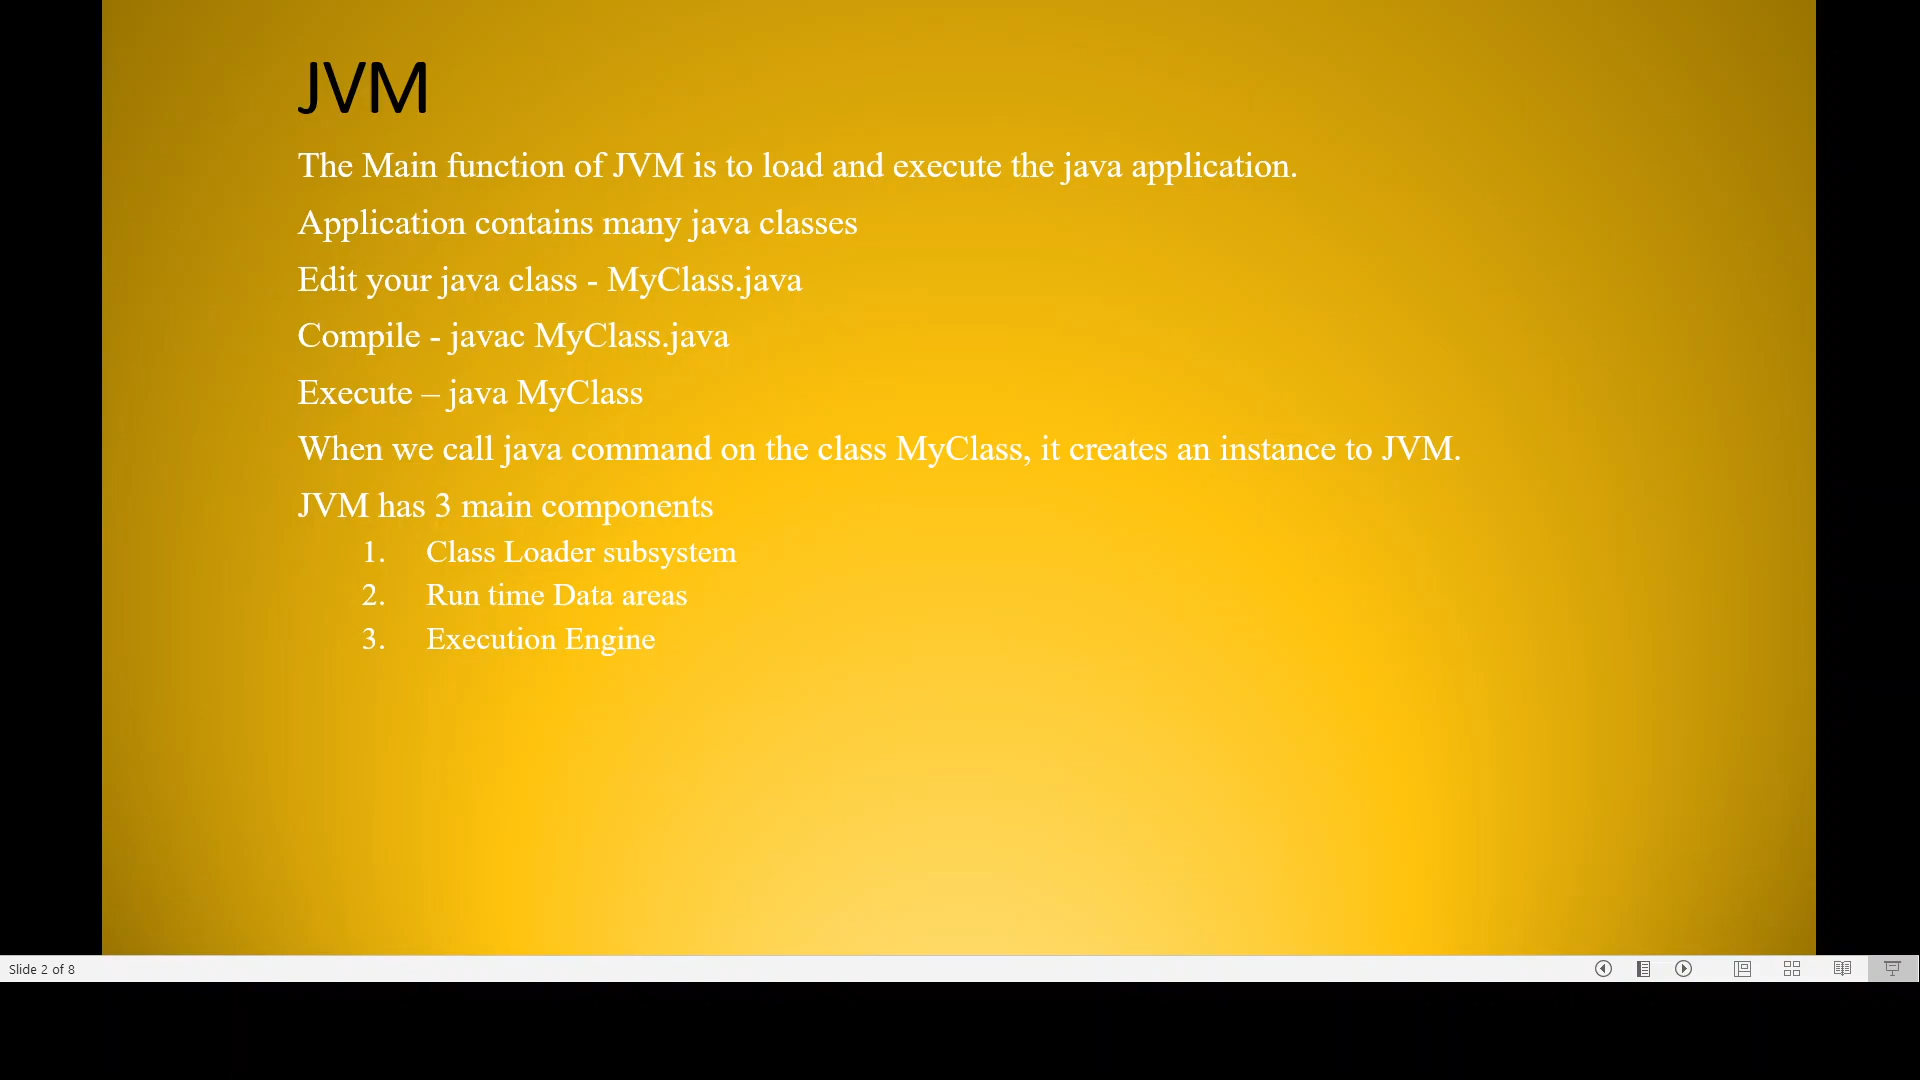 JVM
The Main function of JVM is to load and execute the java application.
Application contains many java classes
Edit your java class - MyClass.java
Compile - javac MyClass.java
Execute – java MyClass
When we call java command on the class MyClass, it creates an instance to JVM.
JVM has 3 main components
1. Class Loader subsystem
2. Run time Data areas
3. Execution Engine
Slide 2 of 8